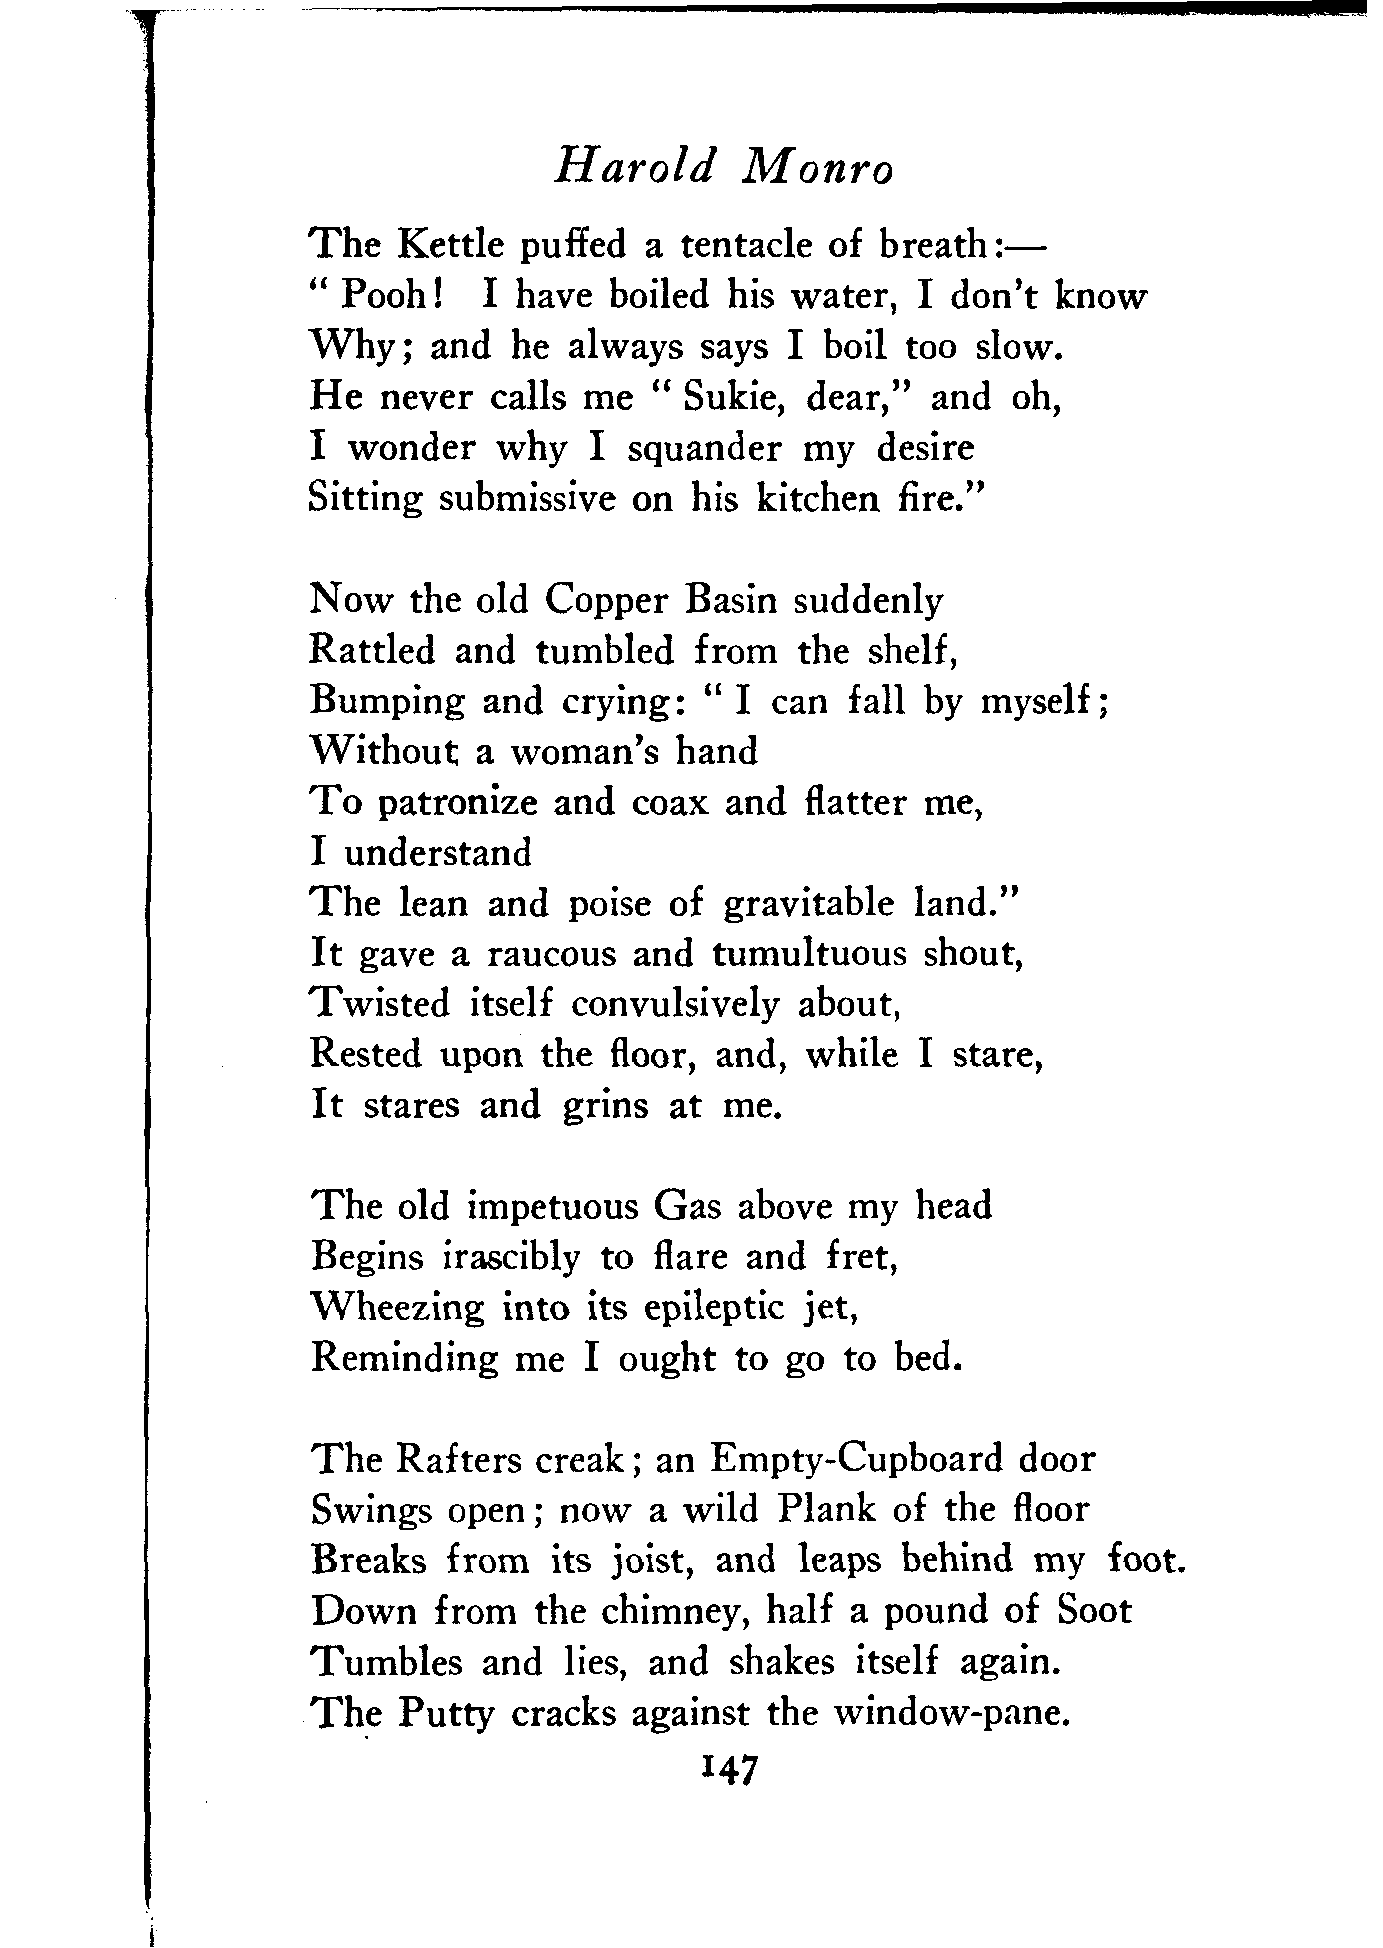 Harold Monro
The Kettle puffed a tentacle of breath:—
“ Pooh! I have boiled his water, I don't know
Why; and he always says I boil too slow.
He never calls me “ Sukie, dear,” and oh,
I wonder why I squander my desire
Sitting submissive on his kitchen fire.”

Now the old Copper Basin suddenly
Rattled and tumbled from the shelf,
Bumping and crying: “ I can fall by myself;
Without a woman's hand
To patronize and coax and flatter me,
I understand
The lean and poise of gravitable land.”
It gave a raucous and tumultuous shout,
Twisted itself convulsively about,
Rested upon the floor, and, while I stare,
It stares and grins at me.

The old impetuous Gas above my head
Begins irascibly to flare and fret,
Wheezing into its epileptic jet,
Reminding me I ought to go to bed.

The Rafters creak; an Empty-Cupboard door
Swings open; now a wild Plank of the floor
Breaks from its joist, and leaps behind my foot.
Down from the chimney, half a pound of Soot
Tumbles and lies, and shakes itself again.
The Putty cracks against the window-pane.
147